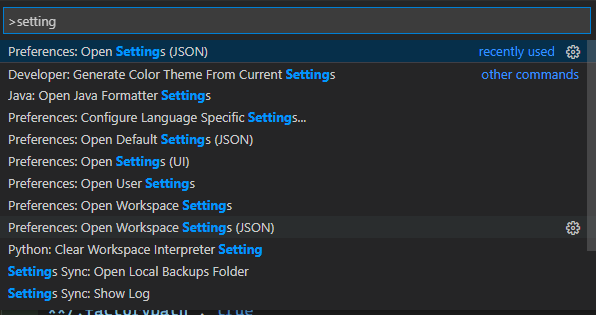 >setting
Preferences: Open Settings (JSON) recently used
Developer: Generate Color Theme From Current Settings other commands
Java: Open Java Formatter Settings
Preferences: Configure Language Specific Settings...
Preferences: Open Default Settings (JSON)
Preferences: Open Settings (UI)
Preferences: Open User Settings
Preferences: Open Workspace Settings
Preferences: Open Workspace Settings (JSON)
Python: Clear Workspace Interpreter Setting
Settings Sync: Open Local Backups Folder
Settings Sync: Show Log
**/.factorypath : true